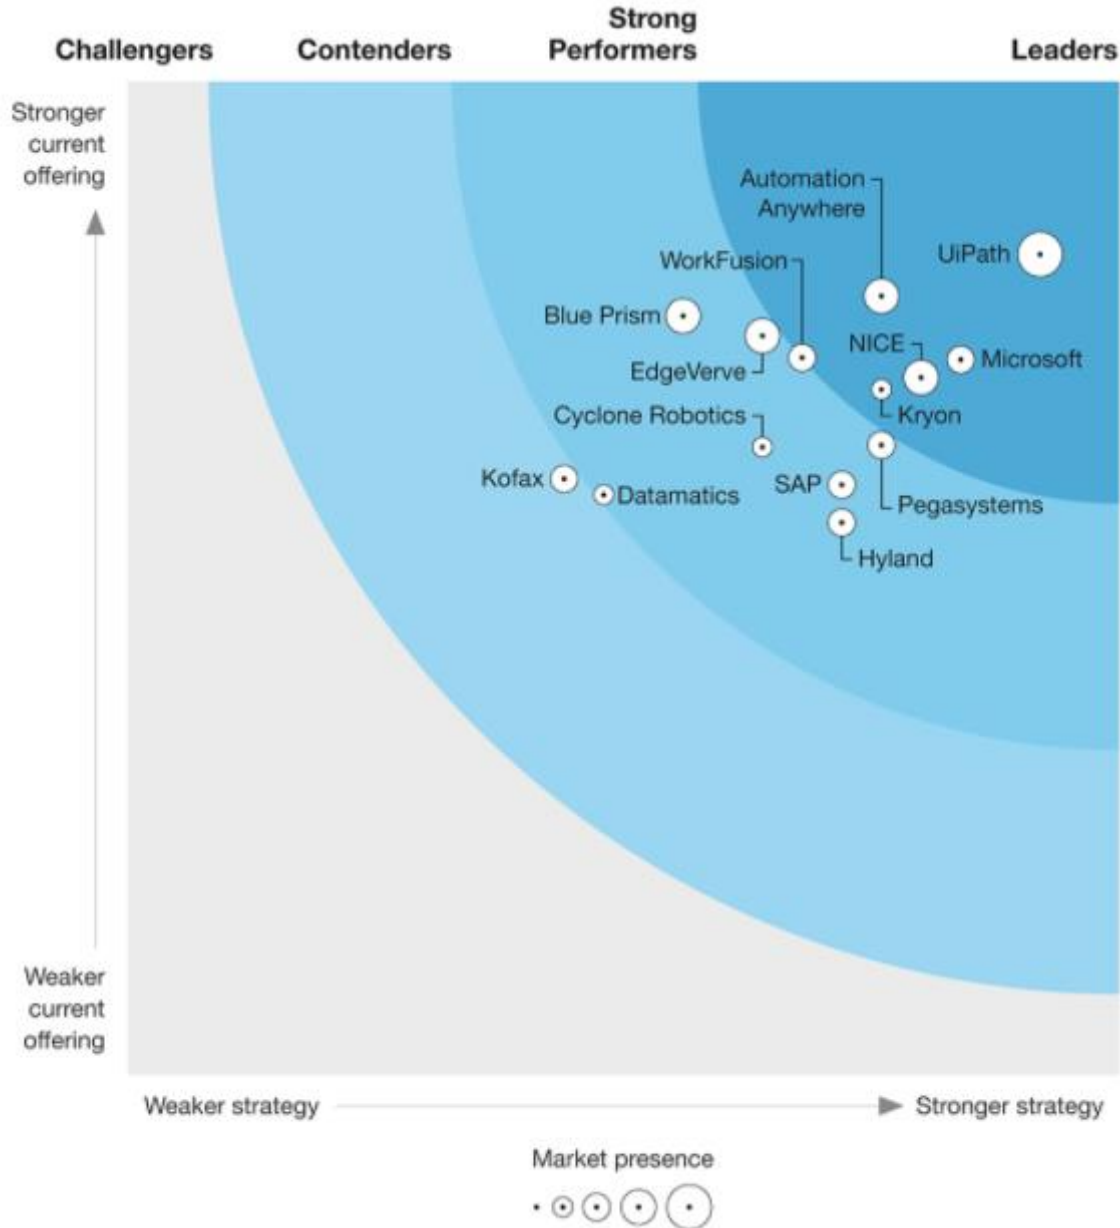 Challengers
Contenders
Strong
Performers
Leaders
Stronger
current
offering
Automation
Anywhere
UiPath
WorkFusion
Blue Prism
NICE
Microsoft
EdgeVerve
Kryon
Cyclone Robotics
Kofax
Datamatics
SAP
Pegasystems
Hyland
Weaker
current
offering
Weaker strategy
Stronger strategy
Market presence